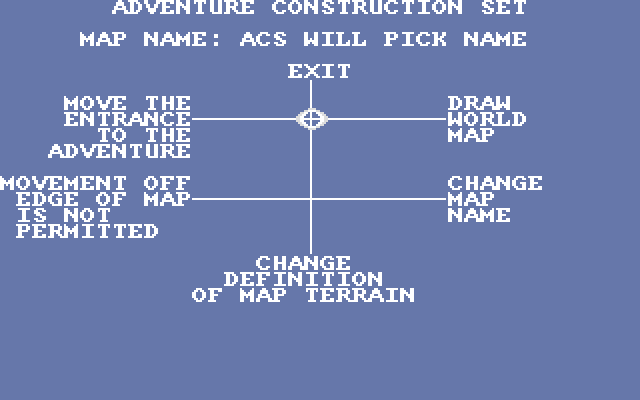 ADVENTURE CONSTRUCTION SET
MAP NAME: ACS WILL PICK NAME
EXIT
MOVE THE
ENTRANCE
TO THE
ADVENTURE
DRAW
WORLD
MAP
MOVEMENT OFF
EDGE OF MAP
IS NOT
PERMITTED
CHANGE
MAP
NAME
CHANGE
DEFINITION
OF MAP TERRAIN